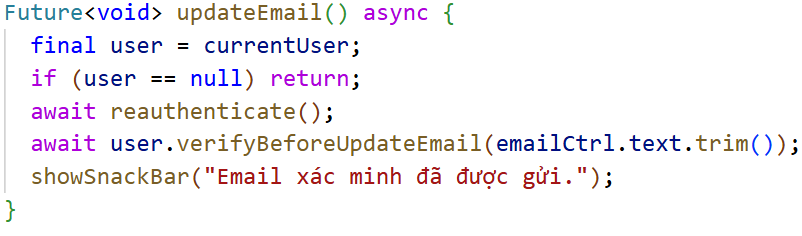 Future<void> updateEmail() async {
  final user = currentUser;
  if (user == null) return;
  await reauthenticate();
  await user.verifyBeforeUpdateEmail(emailCtrl.text.trim());
  showSnackBar("Email xác minh đã được gửi.");
}